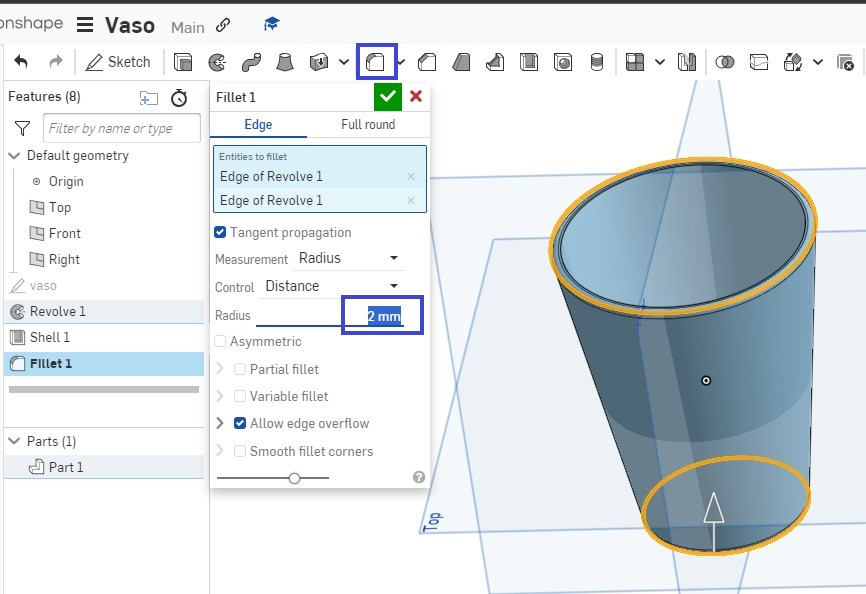 onshape Vaso Main
Sketch
Features (8)
Filter by name or type
Default geometry
Origin
Top
Front
Right
vaso
Revolve 1
Shell 1
Fillet 1
Parts (1)
Part 1
Fillet 1
Edge Full round
Entities to fillet
Edge of Revolve 1
Edge of Revolve 1
Tangent propagation
Measurement Radius
Control Distance
Radius 2 mm
Asymmetric
Partial fillet
Variable fillet
Allow edge overflow
Smooth fillet corners
Top